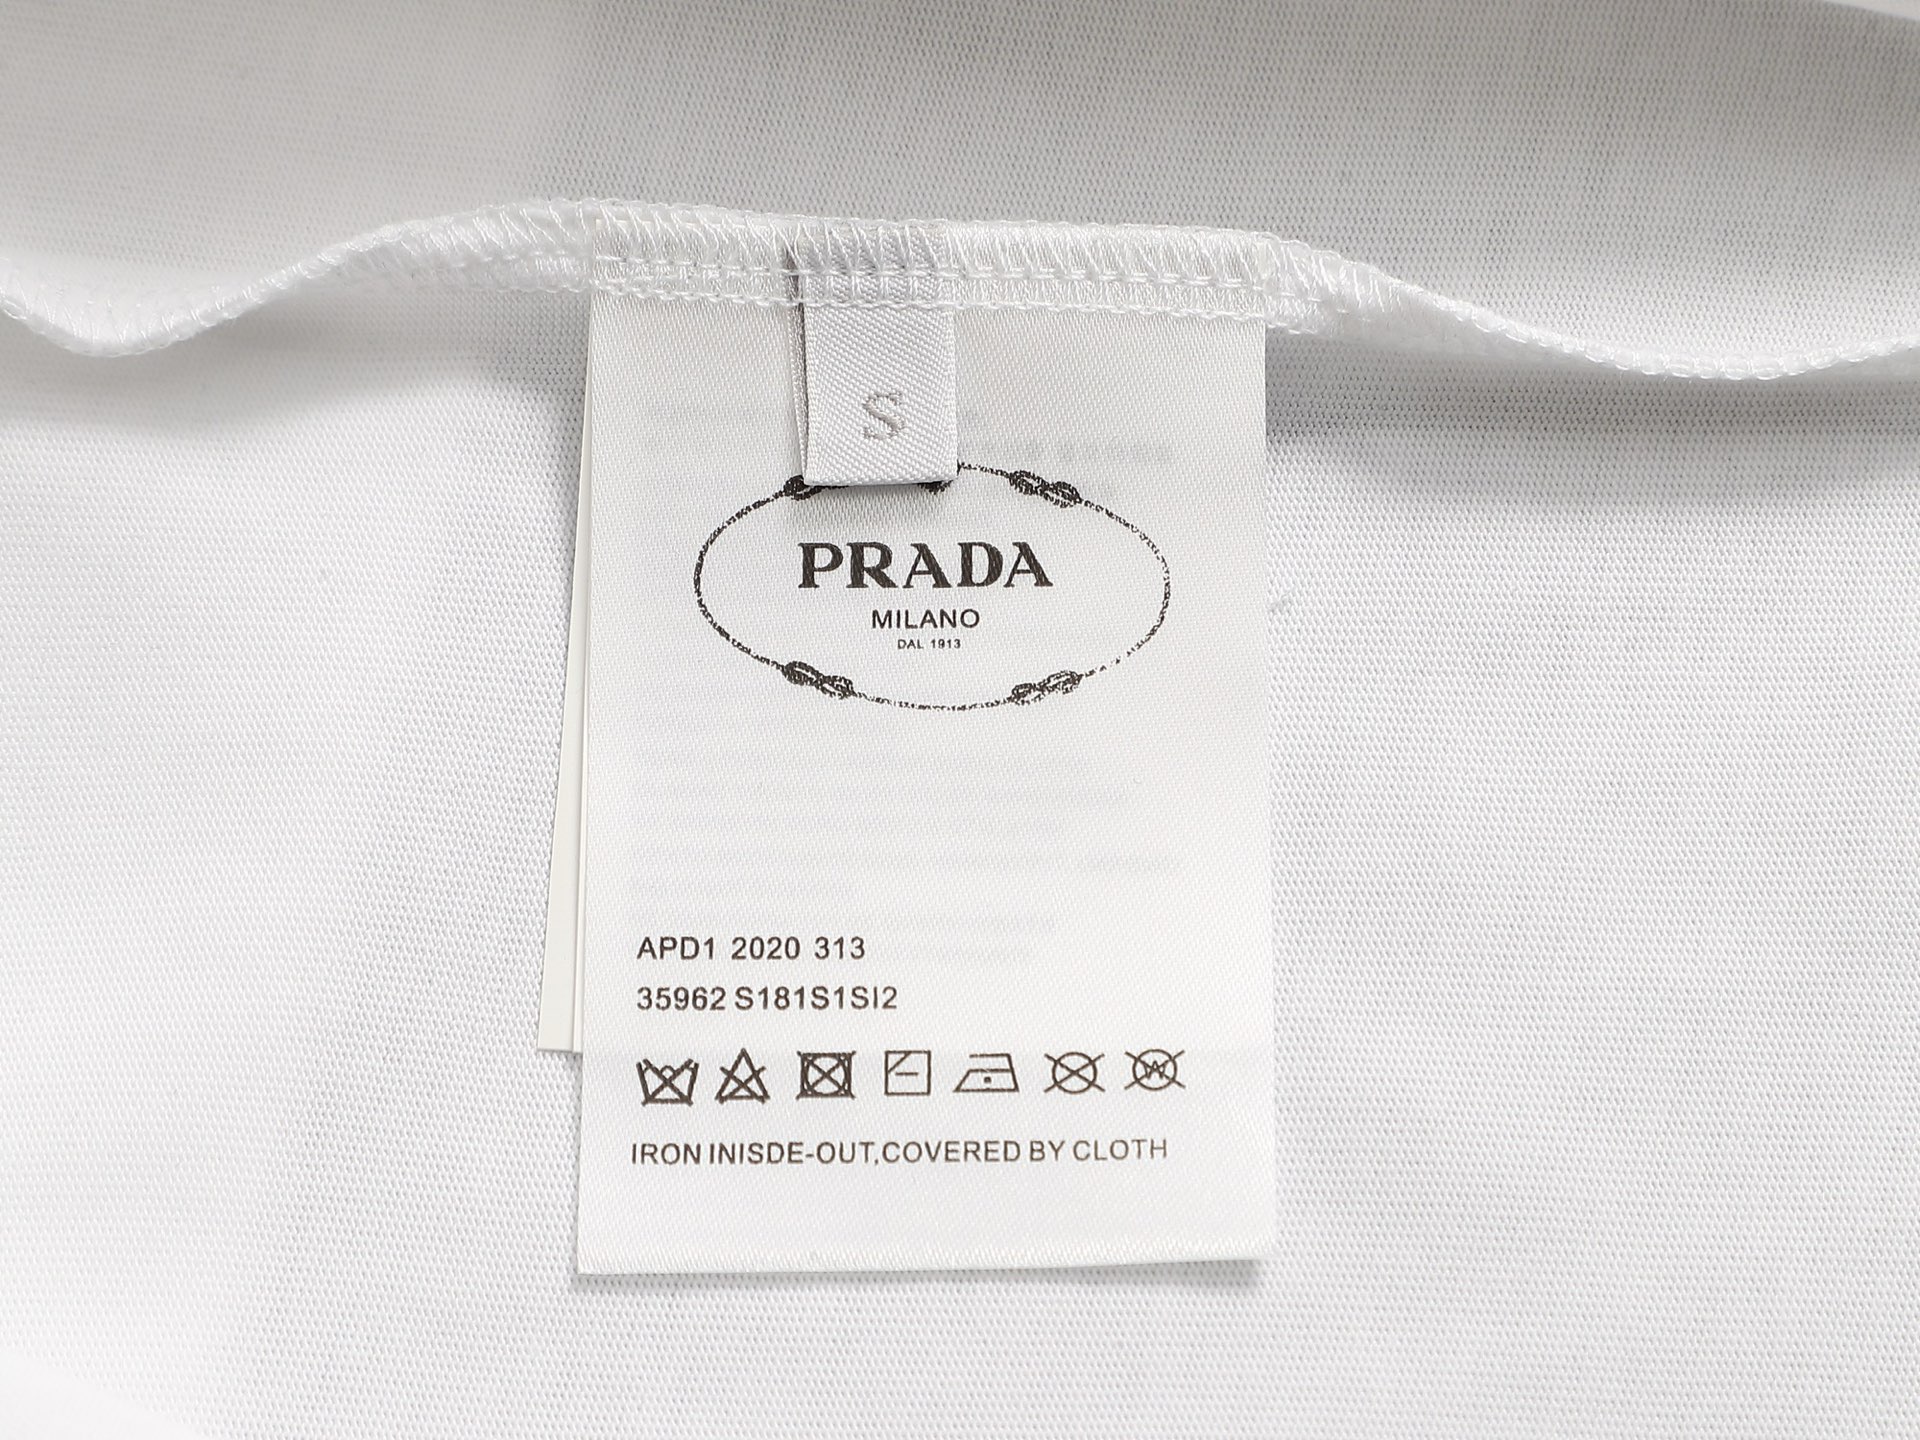 S
PRADA
MILANO
DAL 1913
APD1 2020 313
35962 S181S1SI2
IRON INISDE-OUT,COVERED BY CLOTH